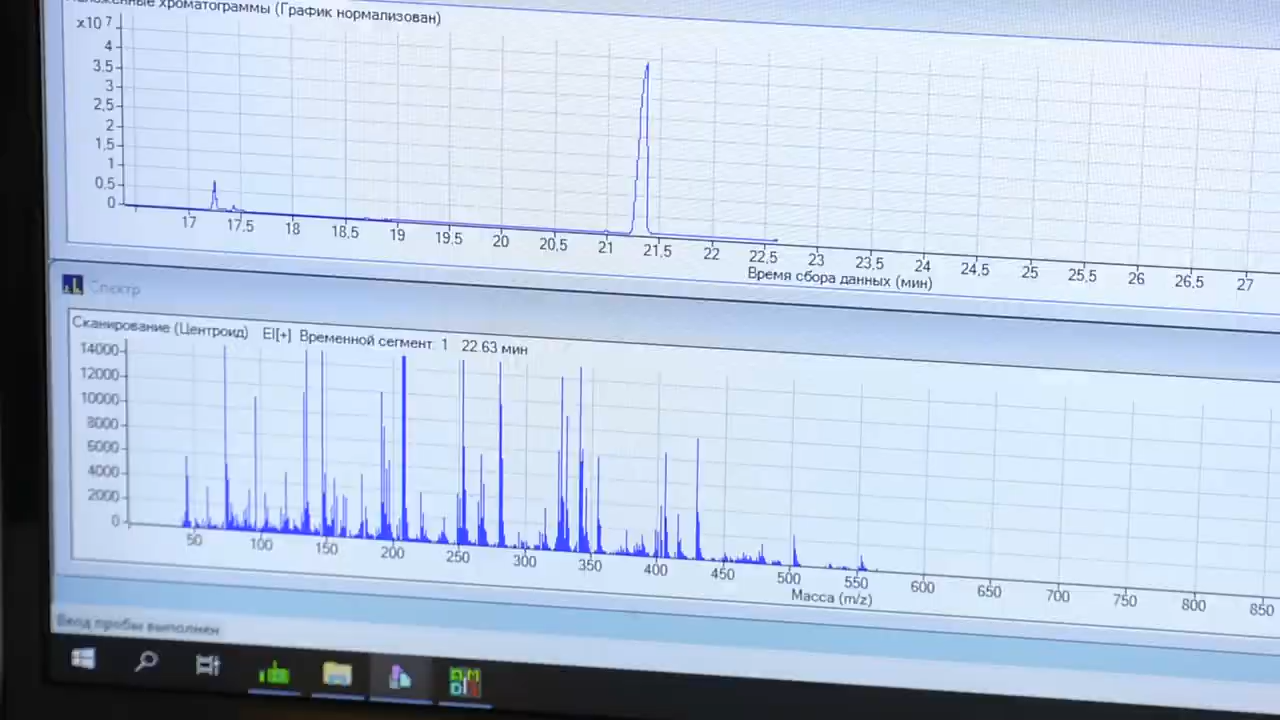 хроматограммы (График нормализован)
x10 7
4
3.5
3
2,5
2
1,5
1
0.5
0
17 17.5 18 18,5 19 19,5 20 20,5 21 21,5 22 22,5 23 23,5 24 24,5 25 25,5 26 26,5 27
Время сбора данных (мин)
Спектр
Сканирование (Центроид) EI[+] Временной сегмент: 1 22.63 мин
14000
12000
10000
8000
6000
4000
2000
0
50 100 150 200 250 300 350 400 450 500 550 600 650 700 750 800 850
Масса (m/z)
Ввод пробы выполнен